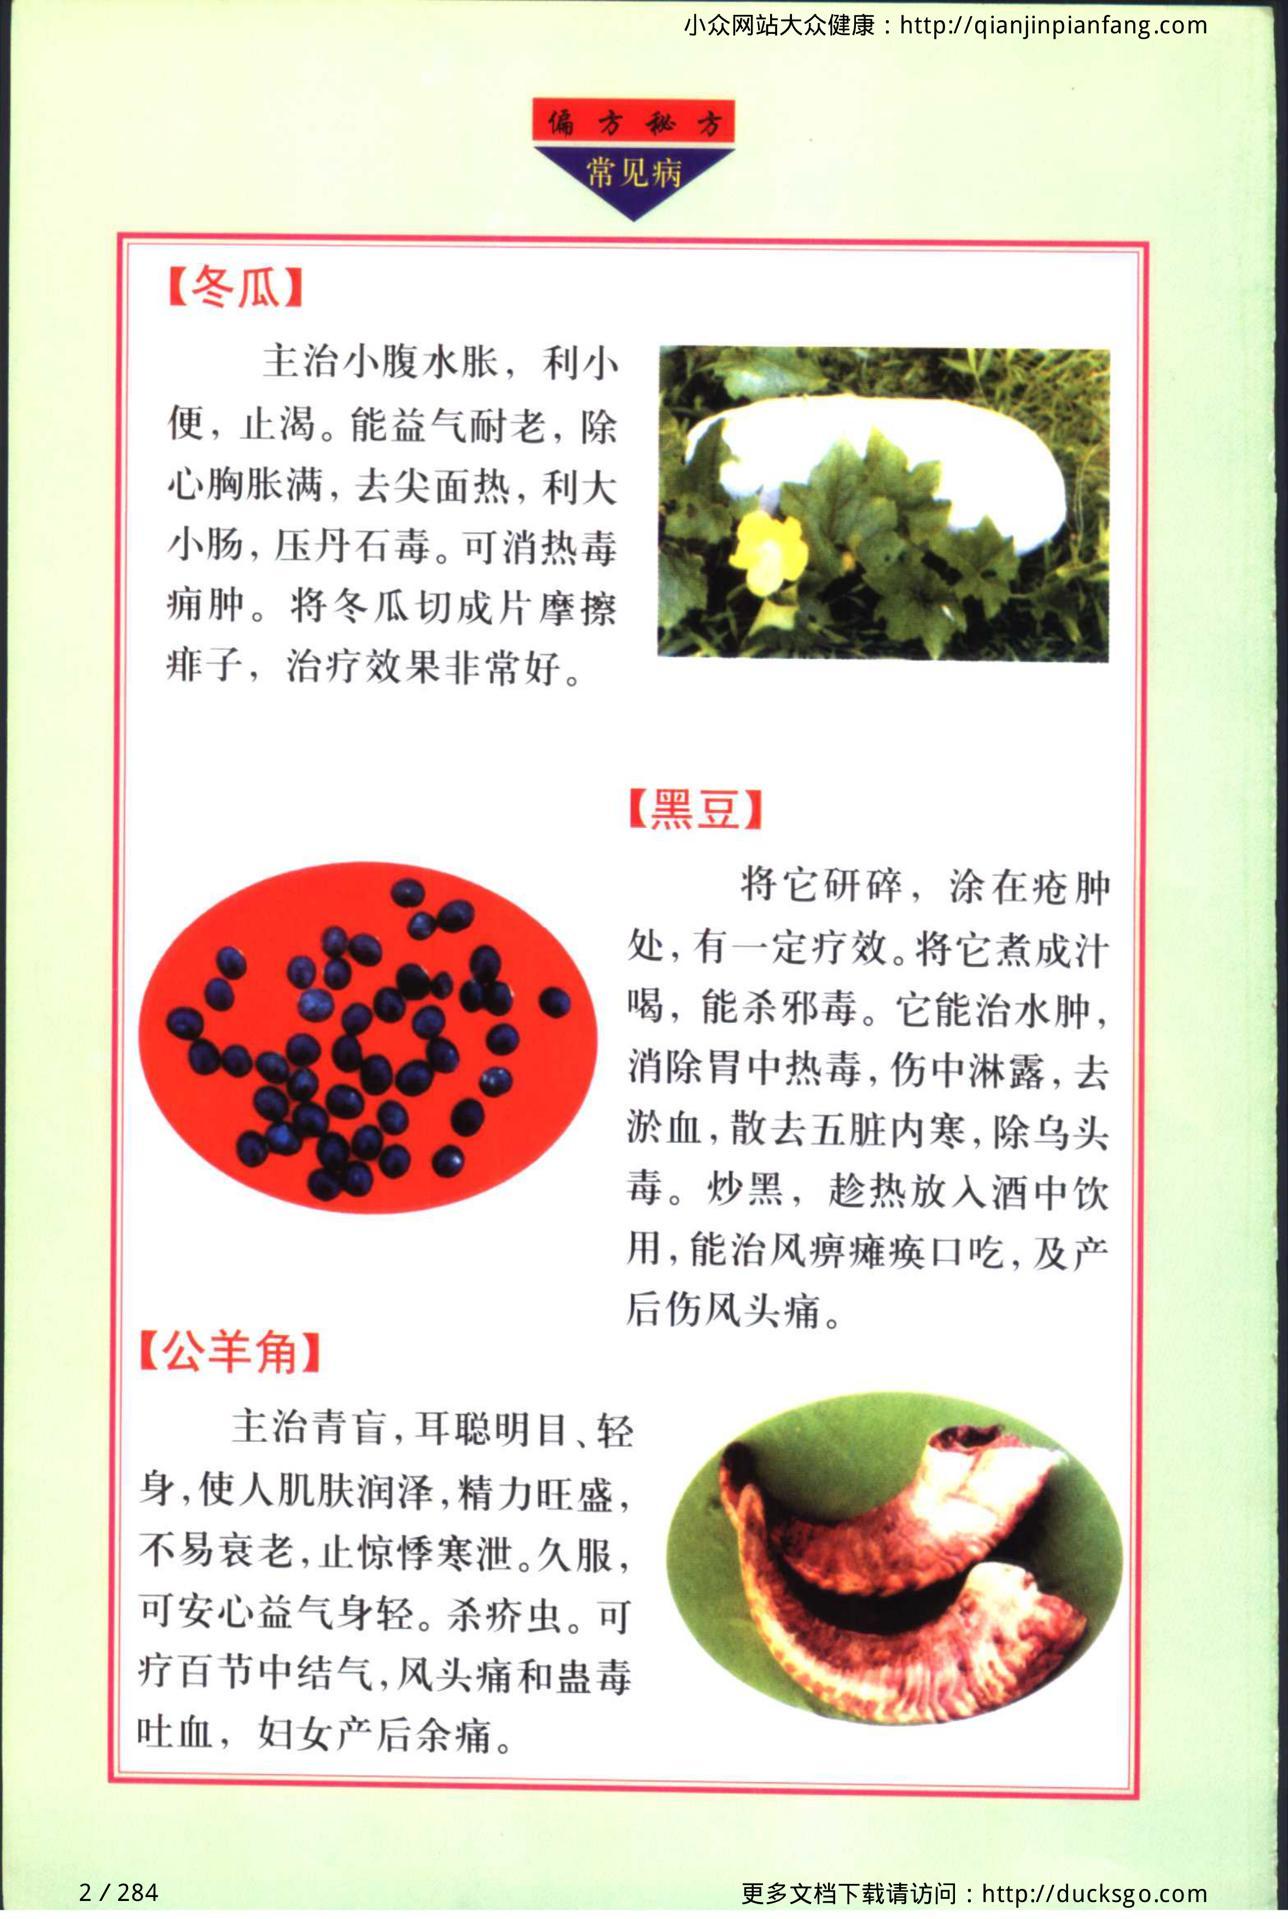 小众网站大众健康：http://qianjinpianfang.com
偏方秘方
常见病
【冬瓜】
主治小腹水胀，利小
便，止渴。能益气耐老，除
心胸胀满，去尖面热，利大
小肠，压丹石毒。可消热毒
痈肿。将冬瓜切成片摩擦
痱子，治疗效果非常好。
【黑豆】
将它研碎，涂在疮肿
处，有一定疗效。将它煮成汁
喝，能杀邪毒。它能治水肿，
消除胃中热毒，伤中淋露，去
淤血，散去五脏内寒，除乌头
毒。炒黑，趁热放入酒中饮
用，能治风痹瘫痪口吃，及产
后伤风头痛。
【公羊角】
主治青盲，耳聪明目、轻
身，使人肌肤润泽，精力旺盛，
不易衰老，止惊悸寒泄。久服，
可安心益气身轻。杀疥虫。可
疗百节中结气，风头痛和蛊毒
吐血，妇女产后余痛。
2 / 284
更多文档下载请访问：http://ducksgo.com